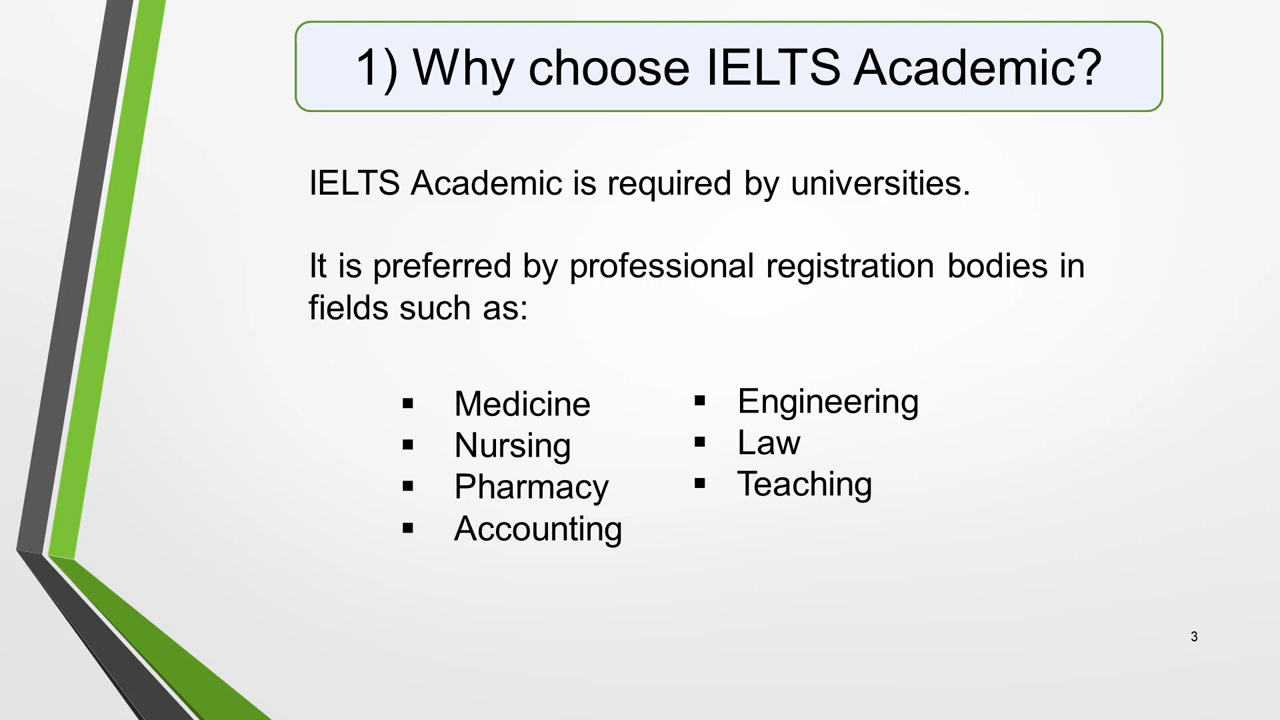 1) Why choose IELTS Academic?
IELTS Academic is required by universities.
It is preferred by professional registration bodies in
fields such as:
▪ Medicine
▪ Nursing
▪ Pharmacy
▪ Accounting
▪ Engineering
▪ Law
▪ Teaching
3